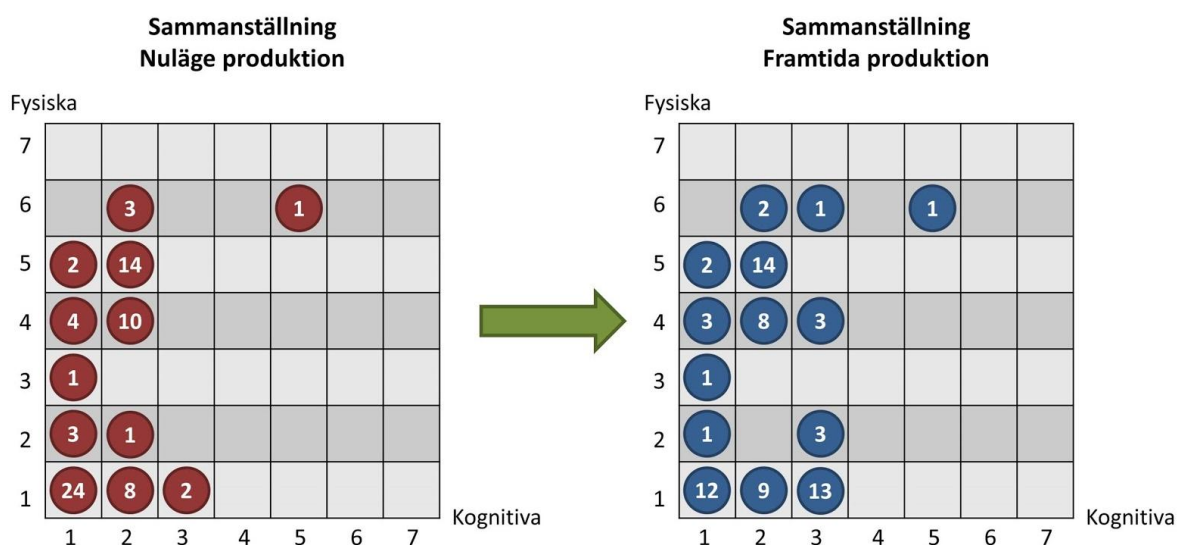 Sammanställning
Nuläge produktion
Fysiska
7
6 3 1
5 2 14
4 4 10
3 1
2 3 1
1 24 8 2
Kognitiva
1 2 3 4 5 6 7
Sammanställning
Framtida produktion
Fysiska
7
6 2 1 1
5 2 14
4 3 8 3
3 1
2 1 3
1 12 9 13
Kognitiva
1 2 3 4 5 6 7